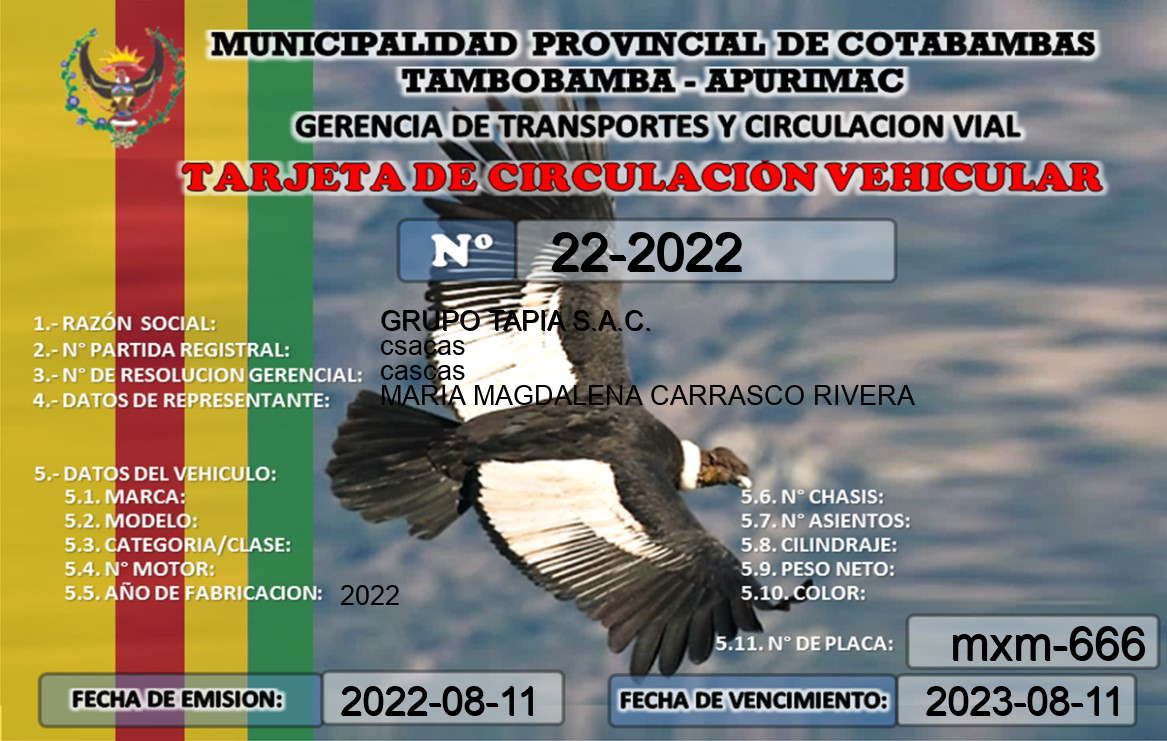 MUNICIPALIDAD PROVINCIAL DE COTABAMBAS
TAMBOBAMBA - APURIMAC
GERENCIA DE TRANSPORTES Y CIRCULACION VIAL
TARJETA DE CIRCULACIÓN VEHICULAR
Nº 22-2022
1.- RAZÓN SOCIAL: GRUPO TAPIA S.A.C.
2.- N° PARTIDA REGISTRAL: csacas
3.- N° DE RESOLUCION GERENCIAL: cascas
4.- DATOS DE REPRESENTANTE: MARIA MAGDALENA CARRASCO RIVERA
5.- DATOS DEL VEHICULO:
5.1. MARCA:
5.2. MODELO:
5.3. CATEGORIA/CLASE:
5.4. N° MOTOR:
5.5. AÑO DE FABRICACION: 2022
5.6. N° CHASIS:
5.7. N° ASIENTOS:
5.8. CILINDRAJE:
5.9. PESO NETO:
5.10. COLOR:
5.11. N° DE PLACA: mxm-666
FECHA DE EMISION: 2022-08-11
FECHA DE VENCIMIENTO: 2023-08-11